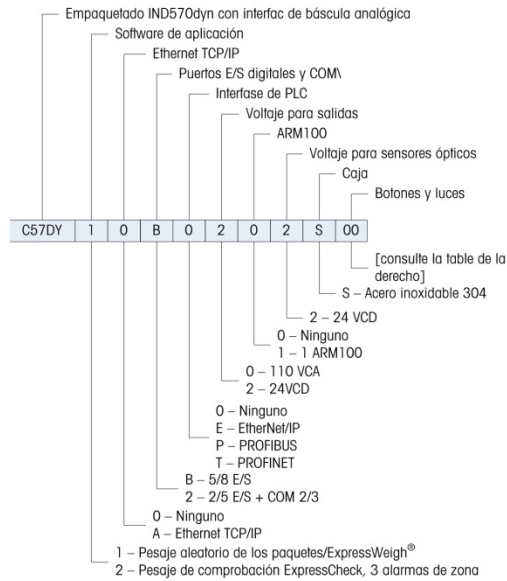 Empaquetado IND570dyn con interfac de báscula analógica
Software de aplicación
Ethernet TCP/IP
Puertos E/S digitales y COM\
Interfase de PLC
Voltaje para salidas
ARM100
Voltaje para sensores ópticos
Caja
Botones y luces
C57DY 1 0 B 0 2 0 2 S 00
[consulte la table de la
derecho]
S – Acero inoxidable 304
2 – 24 VCD
0 – Ninguno
1 – 1 ARM100
0 – 110 VCA
2 – 24VCD
0 – Ninguno
E – EtherNet/IP
P – PROFIBUS
T – PROFINET
B – 5/8 E/S
2 – 2/5 E/S + COM 2/3
0 – Ninguno
A – Ethernet TCP/IP
1 – Pesaje aleatorio de los paquetes/ExpressWeigh®
2 – Pesaje de comprobación ExpressCheck, 3 alarmas de zona